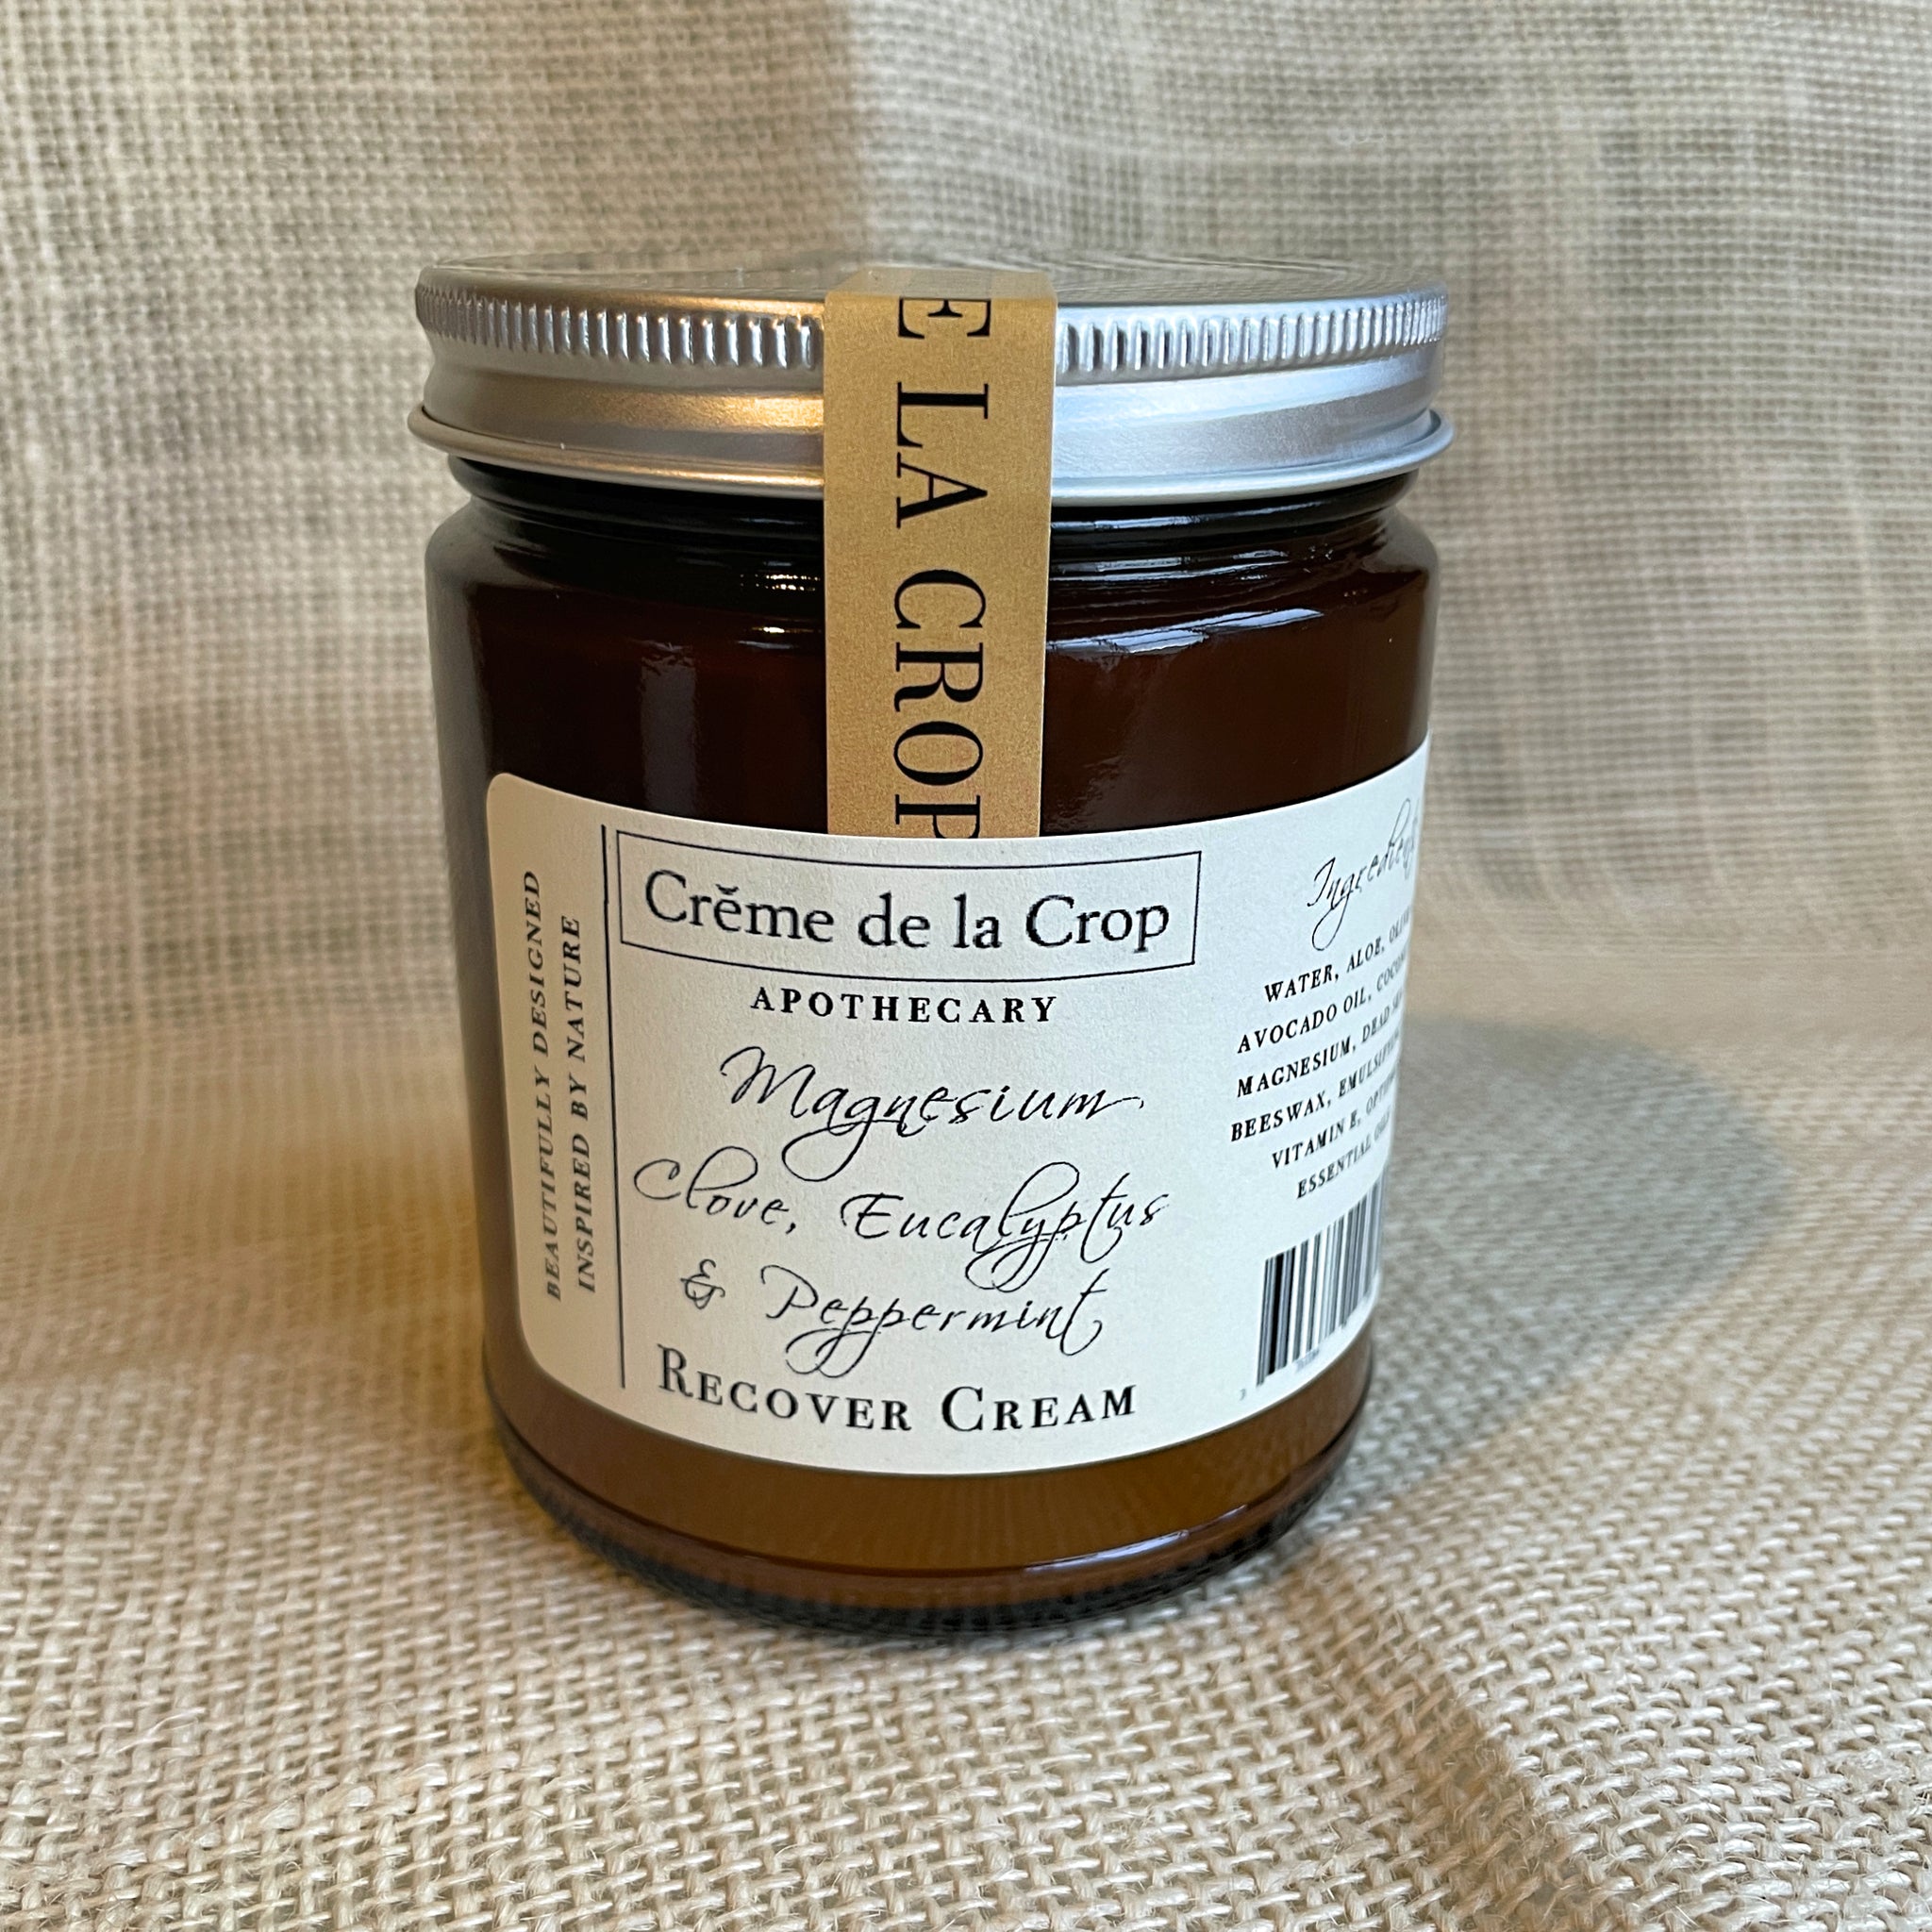 E LA CROP
BEAUTIFULLY DESIGNED
INSPIRED BY NATURE
Crĕme de la Crop
APOTHECARY
Magnesium
Clove, Eucalyptus
& Peppermint
RECOVER CREAM
Ingredients
WATER, ALOE,
AVOCADO OIL,
MAGNESIUM, DEAD
BEESWAX,
VITAMIN E,
ESSENTIAL